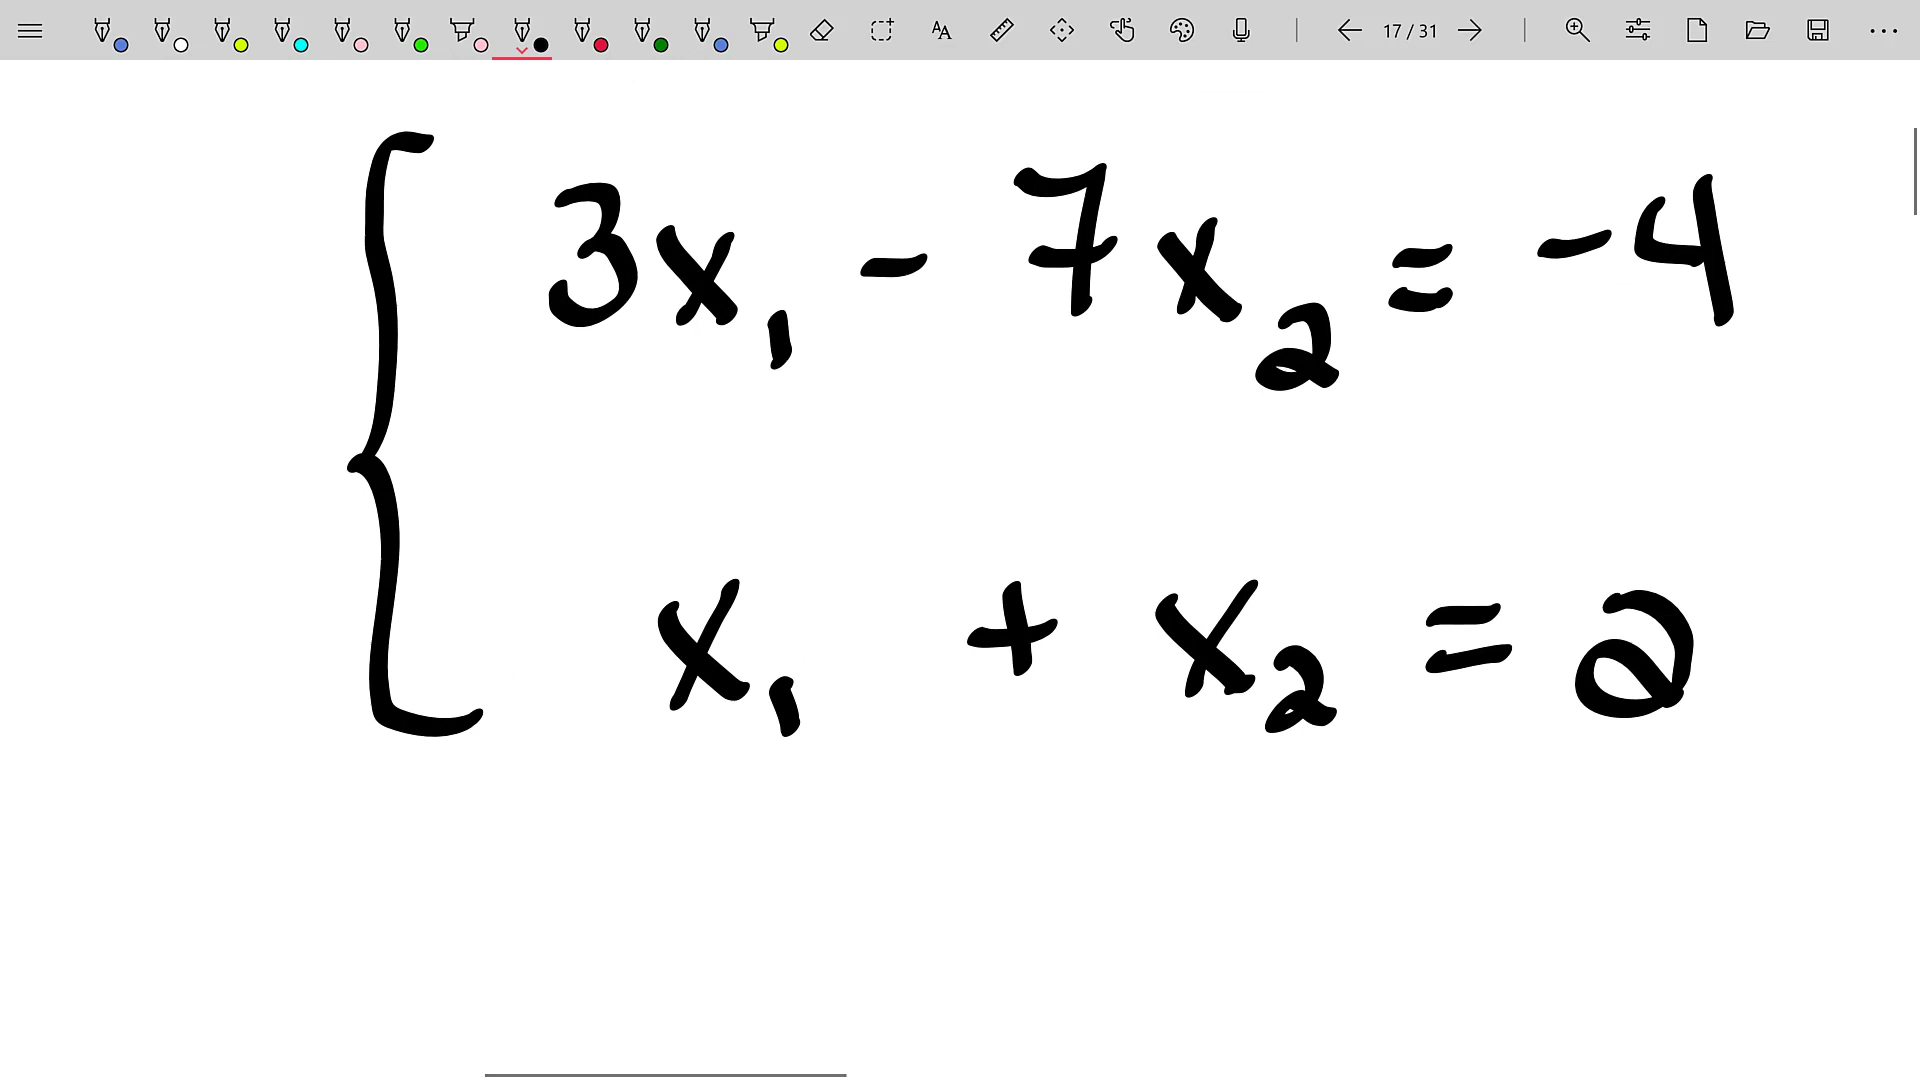 17 / 31
3x₁ - 7x₂ = -4
x₁ + x₂ = 2